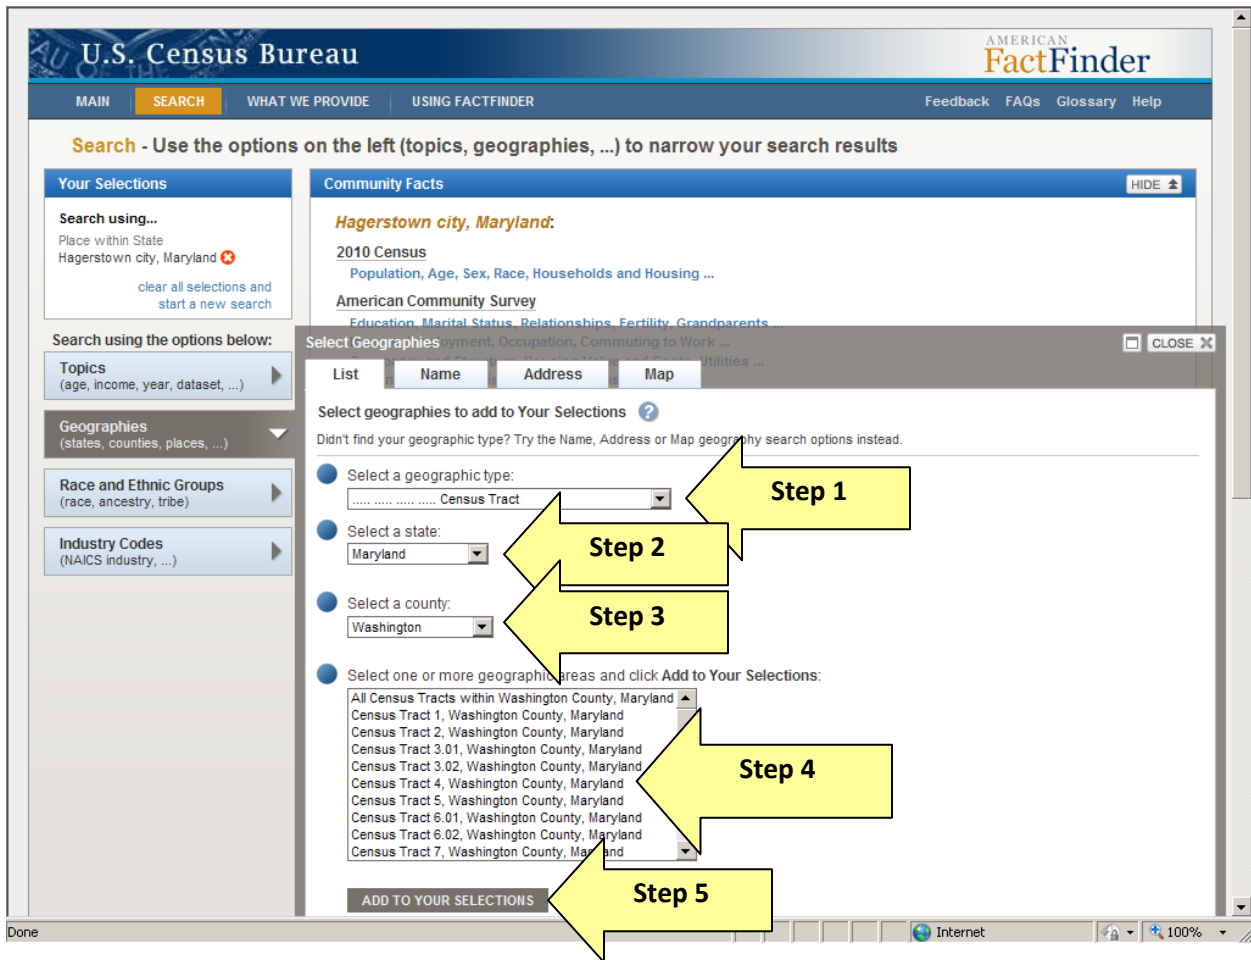 U.S. Census Bureau
AMERICAN
FactFinder
MAIN SEARCH WHAT WE PROVIDE USING FACTFINDER Feedback FAQs Glossary Help
Search - Use the options on the left (topics, geographies, ...) to narrow your search results
Your Selections
Search using...
Place within State
Hagerstown city, Maryland
clear all selections and
start a new search
Search using the options below:
Topics
(age, income, year, dataset, ...)
Geographies
(states, counties, places, ...)
Race and Ethnic Groups
(race, ancestry, tribe)
Industry Codes
(NAICS industry, ...)
Community Facts HIDE
Hagerstown city, Maryland:
2010 Census
Population, Age, Sex, Race, Households and Housing ...
American Community Survey
Education, Marital Status, Relationships, Fertility, Grandparents ...
Occupation, Commuting to Work ...
Select Geographies CLOSE
List Name Address Map
Select geographies to add to Your Selections ?
Didn't find your geographic type? Try the Name, Address or Map geography search options instead.
Select a geographic type:
..... ..... ..... ..... Census Tract
Step 1
Select a state:
Maryland
Step 2
Select a county:
Washington
Step 3
Select one or more geographic areas and click Add to Your Selections:
All Census Tracts within Washington County, Maryland
Census Tract 1, Washington County, Maryland
Census Tract 2, Washington County, Maryland
Census Tract 3.01, Washington County, Maryland
Census Tract 3.02, Washington County, Maryland
Census Tract 4, Washington County, Maryland
Census Tract 5, Washington County, Maryland
Census Tract 6.01, Washington County, Maryland
Census Tract 6.02, Washington County, Maryland
Census Tract 7, Washington County, Maryland
Step 4
ADD TO YOUR SELECTIONS
Step 5
Done Internet 100%